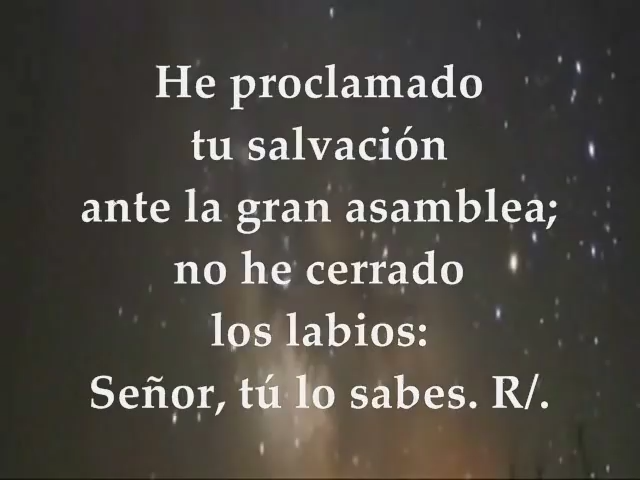 He proclamado
tu salvación
ante la gran asamblea;
no he cerrado
los labios:
Señor, tú lo sabes. R/.